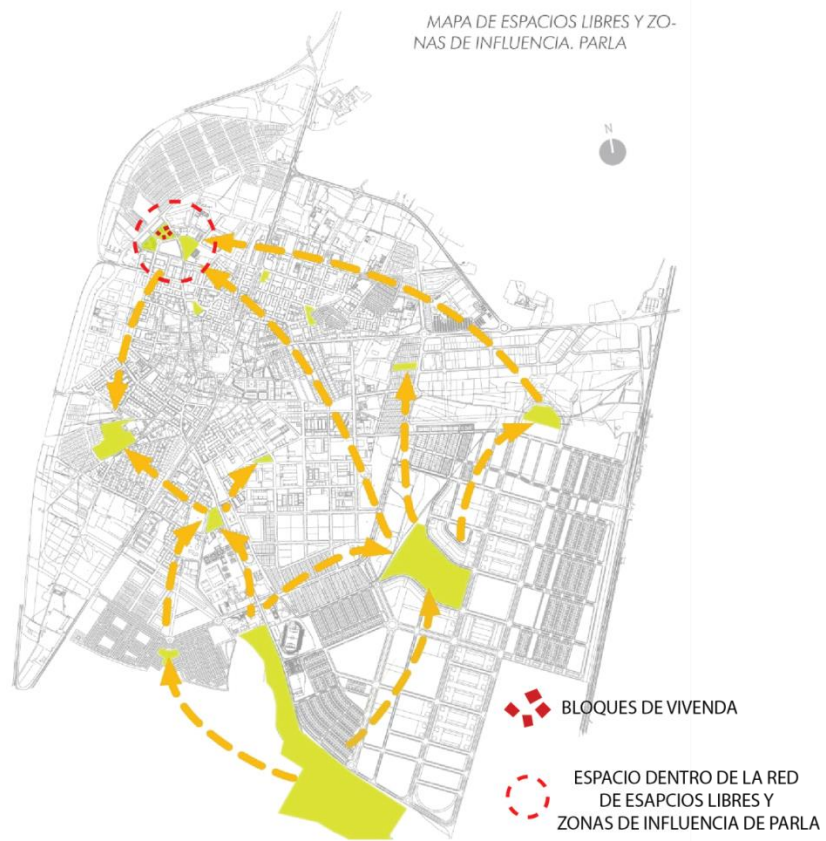 MAPA DE ESPACIOS LIBRES Y ZO-
NAS DE INFLUENCIA. PARLA
N
BLOQUES DE VIVENDA
ESPACIO DENTRO DE LA RED
DE ESAPCIOS LIBRES Y
ZONAS DE INFLUENCIA DE PARLA